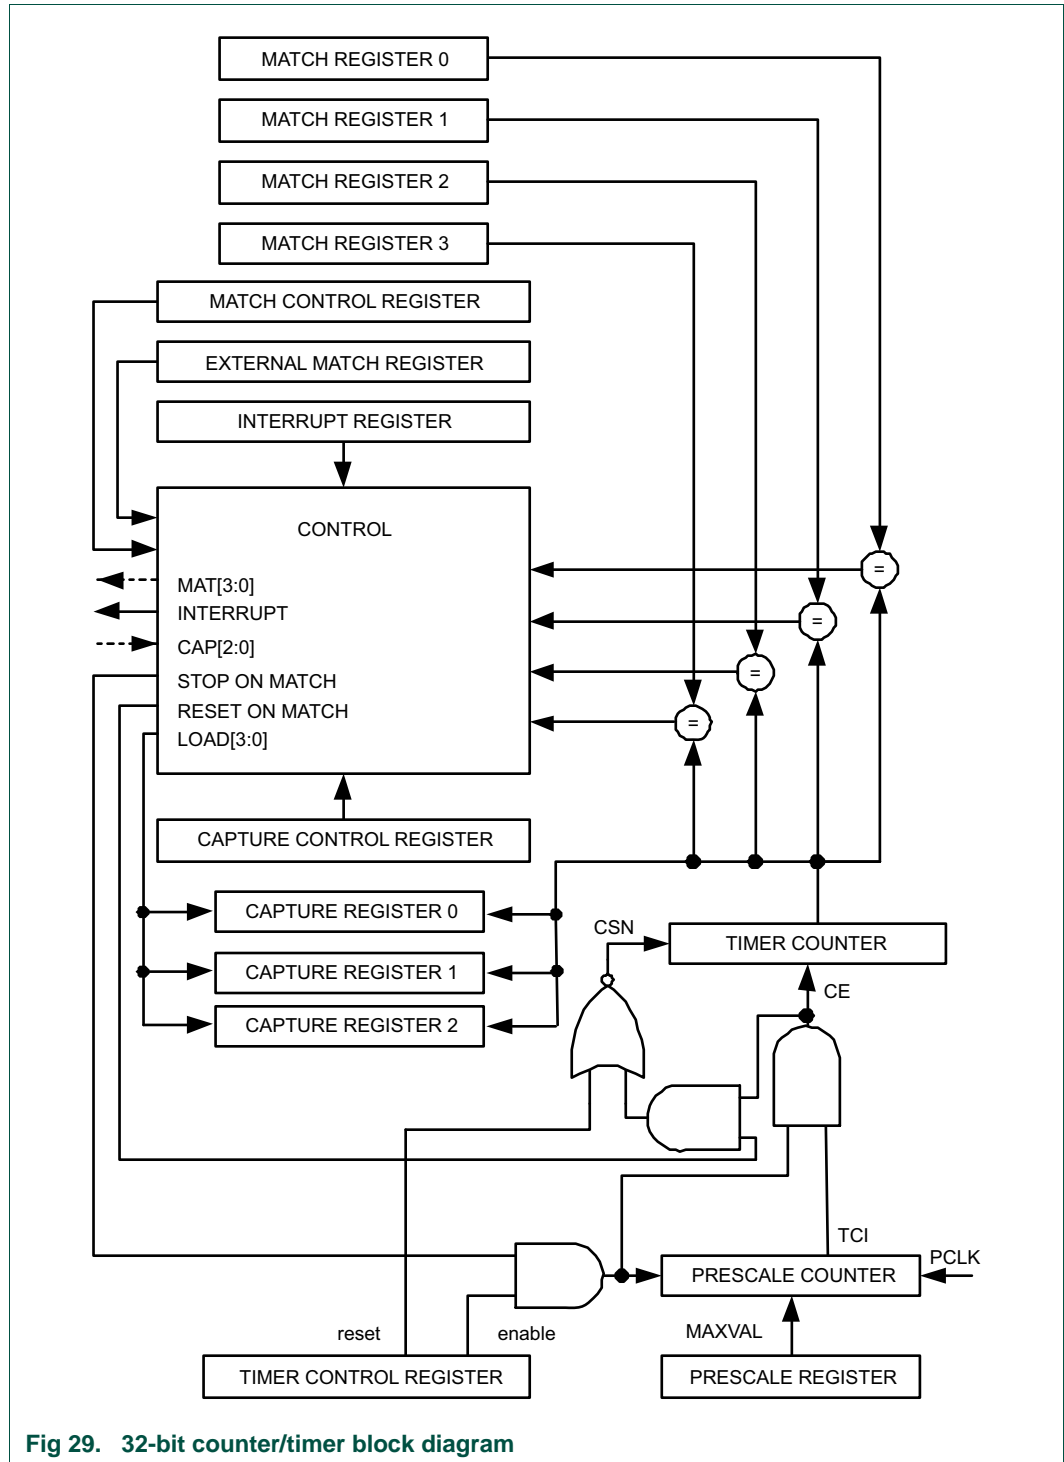 MATCH REGISTER 0
MATCH REGISTER 1
MATCH REGISTER 2
MATCH REGISTER 3
MATCH CONTROL REGISTER
EXTERNAL MATCH REGISTER
INTERRUPT REGISTER
CONTROL
=
=
=
=
MAT[3:0]
INTERRUPT
CAP[2:0]
STOP ON MATCH
RESET ON MATCH
LOAD[3:0]
CAPTURE CONTROL REGISTER
CAPTURE REGISTER 0
CAPTURE REGISTER 1
CAPTURE REGISTER 2
CSN
TIMER COUNTER
CE
TCI
PCLK
PRESCALE COUNTER
reset
enable
MAXVAL
TIMER CONTROL REGISTER
PRESCALE REGISTER
Fig 29. 32-bit counter/timer block diagram